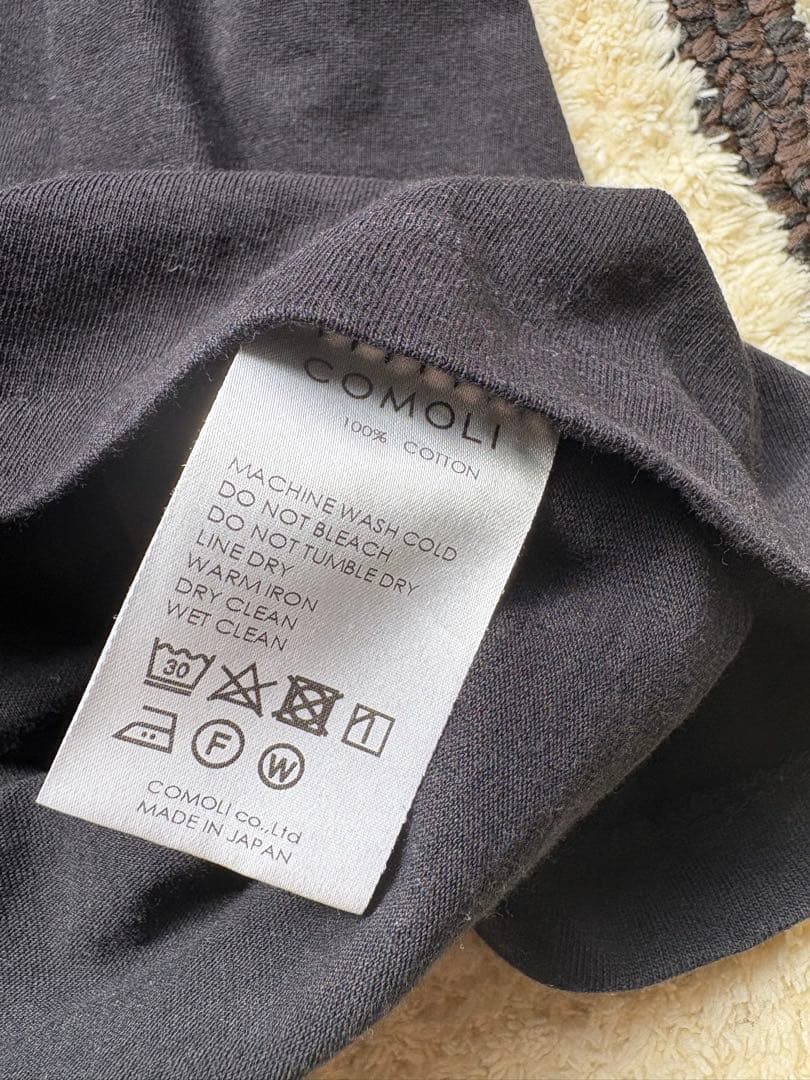 COMOLI
100% COTTON
MACHINE WASH COLD
DO NOT BLEACH
DO NOT TUMBLE DRY
LINE DRY
WARM IRON
DRY CLEAN
WET CLEAN
30
F W
COMOLI co.,Ltd
MADE IN JAPAN